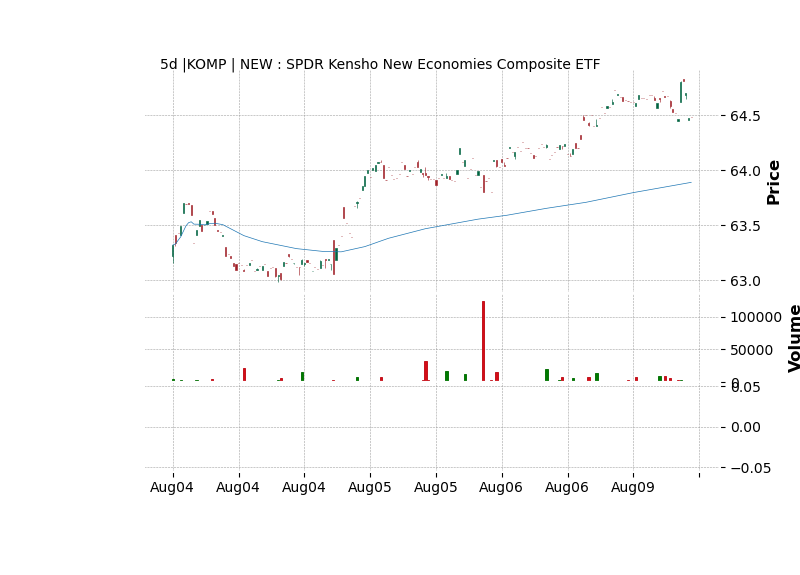 5d |KOMP | NEW : SPDR Kensho New Economies Composite ETF
64.5
64.0
63.5
63.0
Price
100000
50000
0
Volume
0.05
0.00
−0.05
Aug04 Aug04 Aug04 Aug05 Aug05 Aug06 Aug06 Aug09